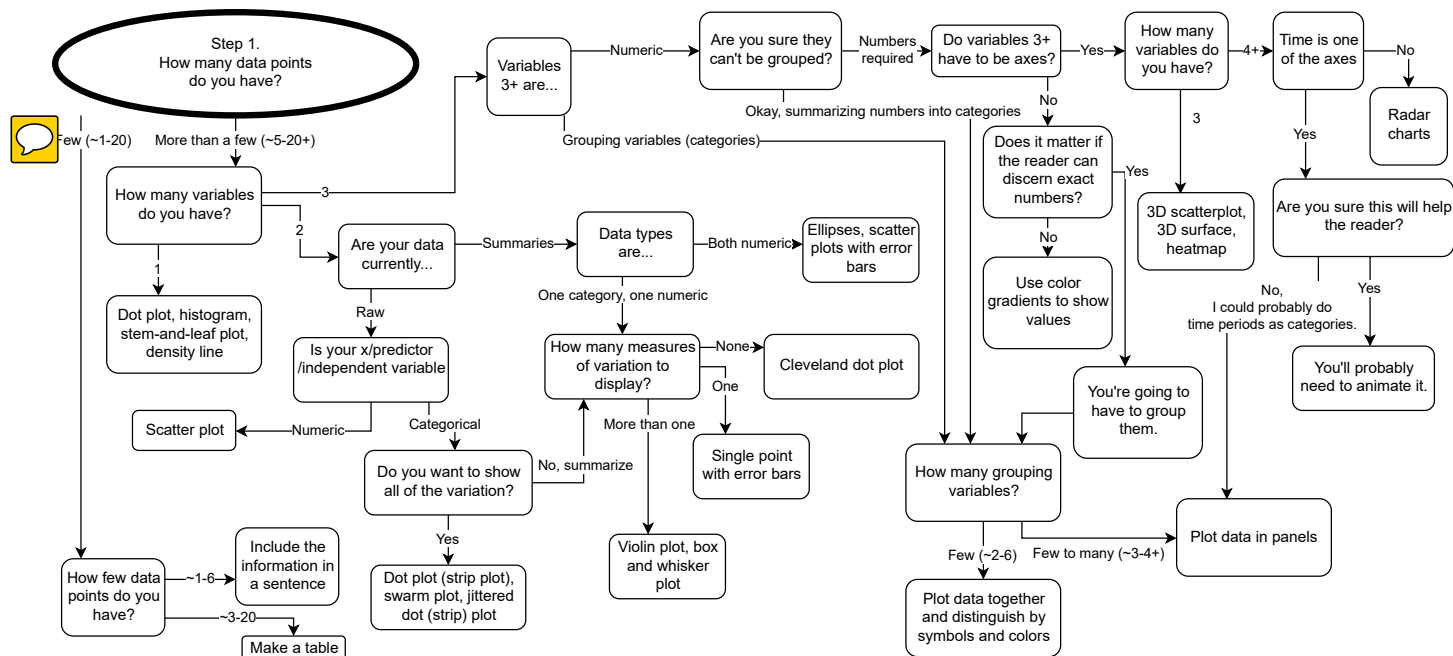 Step 1.
How many data points
do you have?
Few (~1-20)
More than a few (~5-20+)
How many variables
do you have?
3
2
1
Dot plot, histogram,
stem-and-leaf plot,
density line
Variables
3+ are...
Numeric
Grouping variables (categories)
Are you sure they
can't be grouped?
Numbers
required
Okay, summarizing numbers into categories
Do variables 3+
have to be axes?
Yes
No
How many
variables do
you have?
4+
3
Time is one
of the axes
No
Radar
charts
Yes
Does it matter if
the reader can
discern exact
numbers?
Yes
No
Use color
gradients to show
values
3D scatterplot,
3D surface,
heatmap
Are you sure this will help
the reader?
No,
I could probably do
time periods as categories.
Yes
You'll probably
need to animate it.
You're going to
have to group
them.
Are your data
currently...
Summaries
Raw
Data types
are...
Both numeric
Ellipses, scatter
plots with error
bars
One category, one numeric
Is your x/predictor
/independent variable
Numeric
Scatter plot
Categorical
How many measures
of variation to
display?
None
Cleveland dot plot
One
Single point
with error bars
More than one
Violin plot, box
and whisker
plot
Do you want to show
all of the variation?
No, summarize
Yes
Dot plot (strip plot),
swarm plot, jittered
dot (strip) plot
How many grouping
variables?
Few (~2-6)
Few to many (~3-4+)
Plot data in panels
Plot data together
and distinguish by
symbols and colors
How few data
points do you
have?
~1-6
Include the
information in
a sentence
~3-20
Make a table